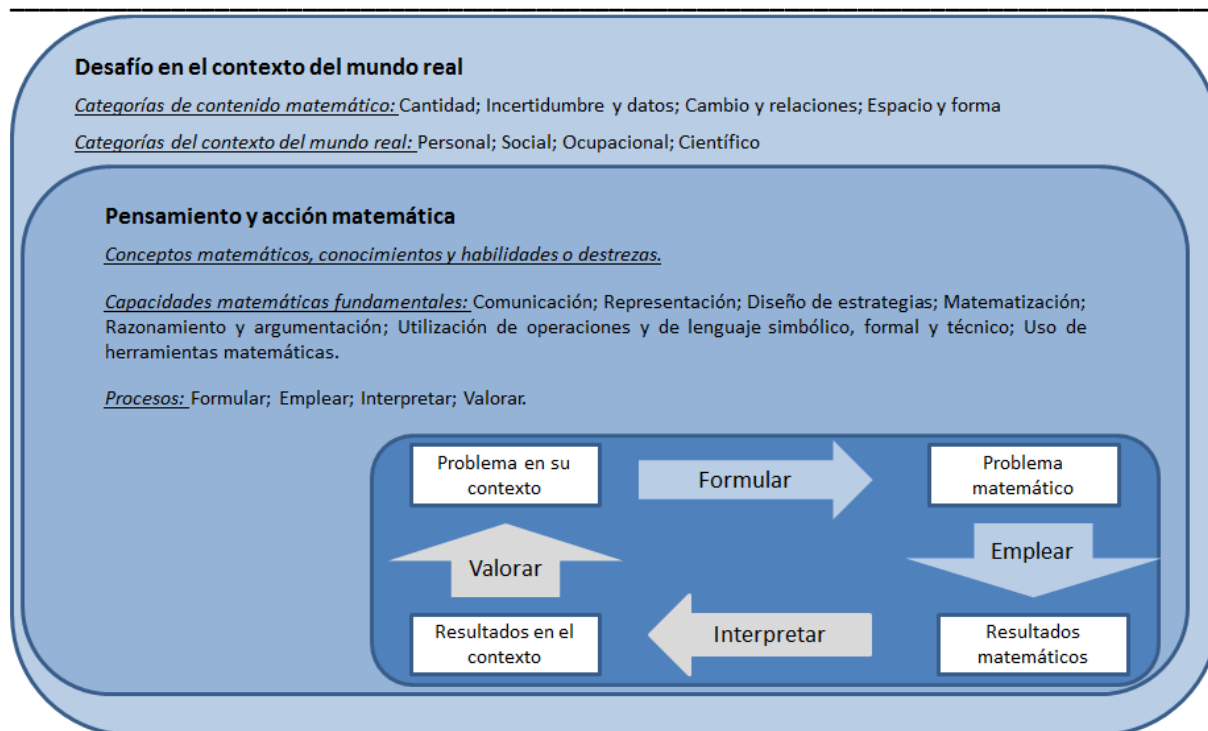 Desafío en el contexto del mundo real
Categorías de contenido matemático: Cantidad; Incertidumbre y datos; Cambio y relaciones; Espacio y forma
Categorías del contexto del mundo real: Personal; Social; Ocupacional; Científico
Pensamiento y acción matemática
Conceptos matemáticos, conocimientos y habilidades o destrezas.
Capacidades matemáticas fundamentales: Comunicación; Representación; Diseño de estrategias; Matematización;
Razonamiento y argumentación; Utilización de operaciones y de lenguaje simbólico, formal y técnico; Uso de
herramientas matemáticas.
Procesos: Formular; Emplear; Interpretar; Valorar.
Problema en su
contexto
Formular
Problema
matemático
Valorar
Emplear
Resultados en el
contexto
Interpretar
Resultados
matemáticos